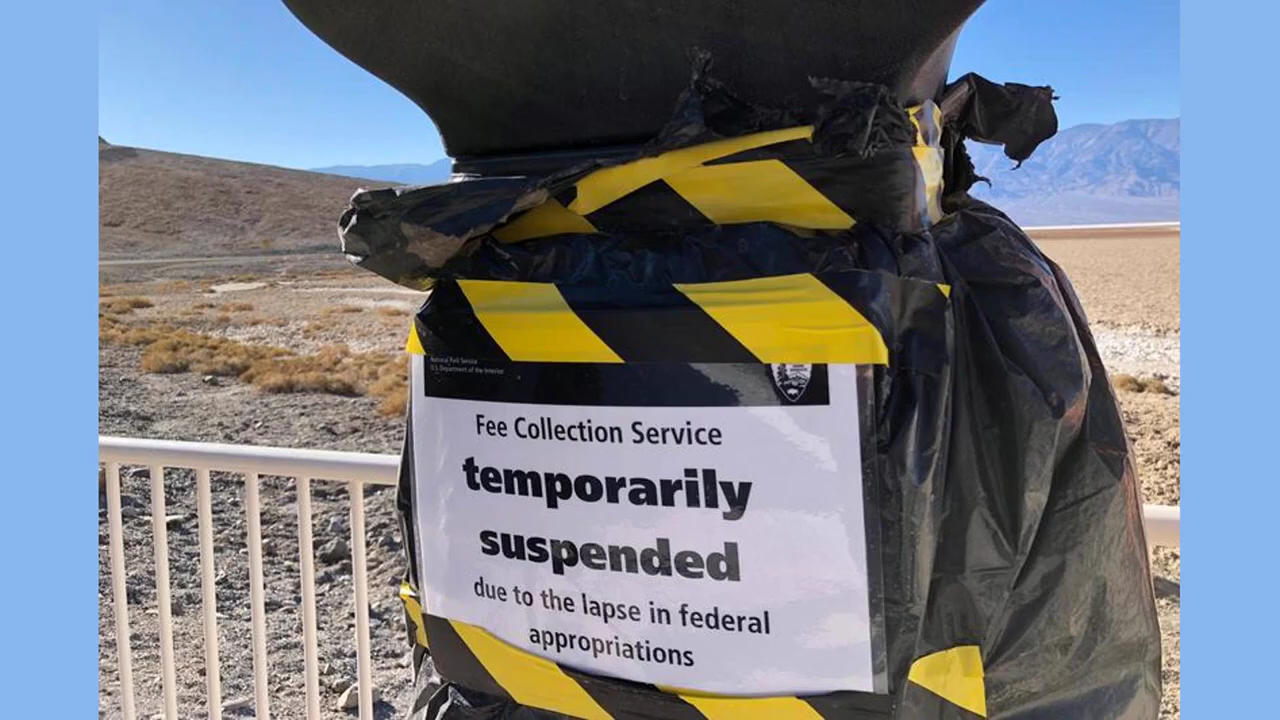 National Park Service
U.S. Department of the Interior
Fee Collection Service
temporarily
suspended
due to the lapse in federal
appropriations